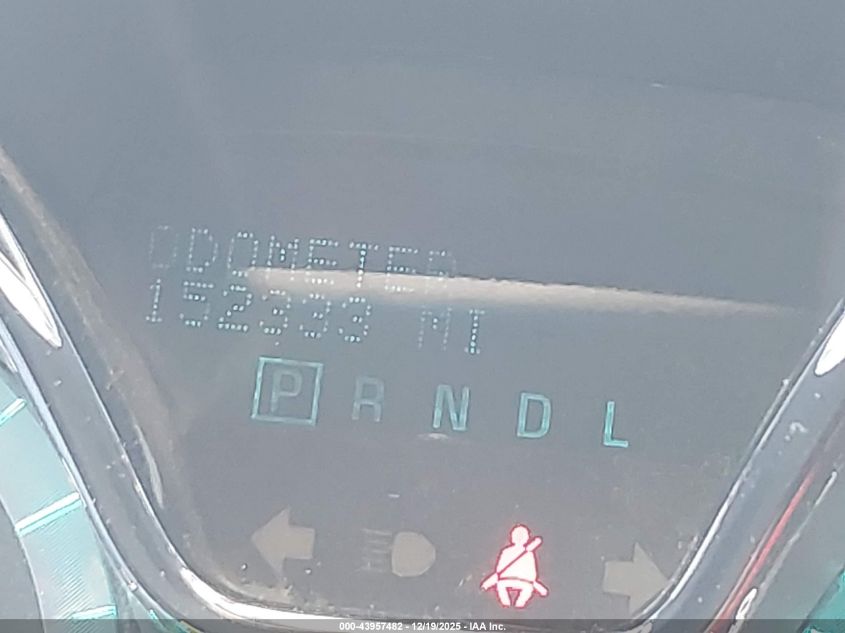 ODOMETER
152333 MI
P R N D L
000-43957482 - 12/19/2025 - IAA Inc.